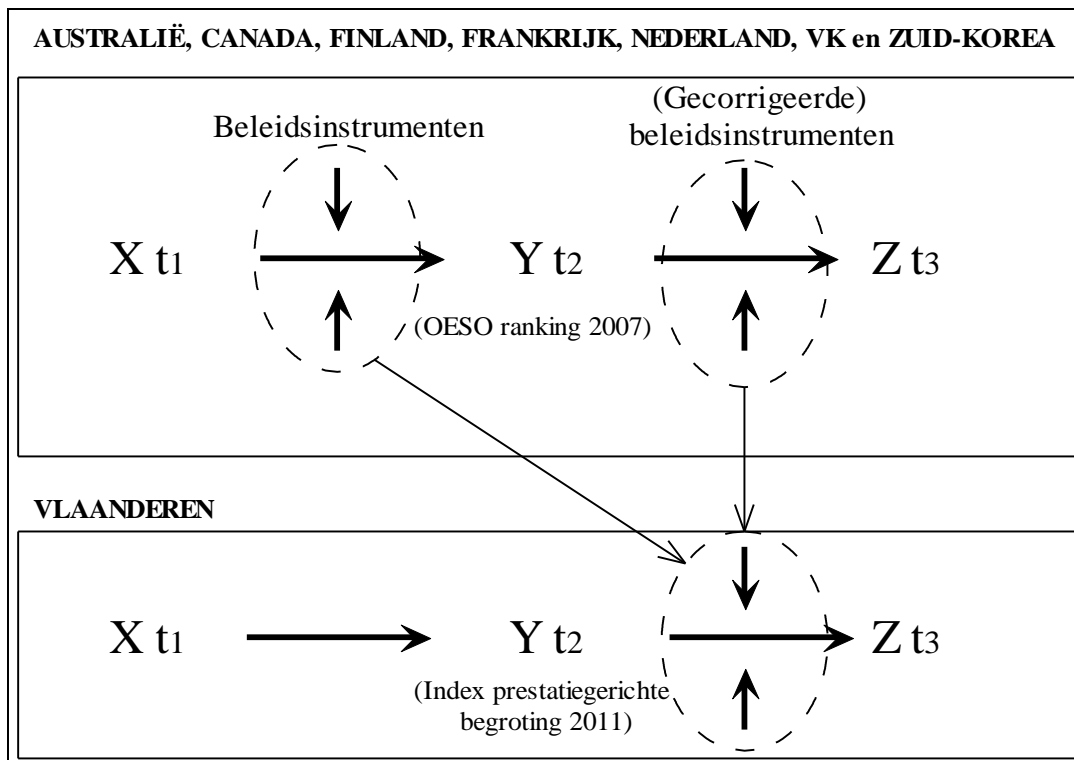 AUSTRALIË, CANADA, FINLAND, FRANKRIJK, NEDERLAND, VK en ZUID-KOREA
Beleidsinstrumenten
(Gecorrigeerde)
beleidsinstrumenten
X t1
Y t2
Z t3
(OESO ranking 2007)
VLAANDEREN
X t1
Y t2
Z t3
(Index prestatiegerichte
begroting 2011)